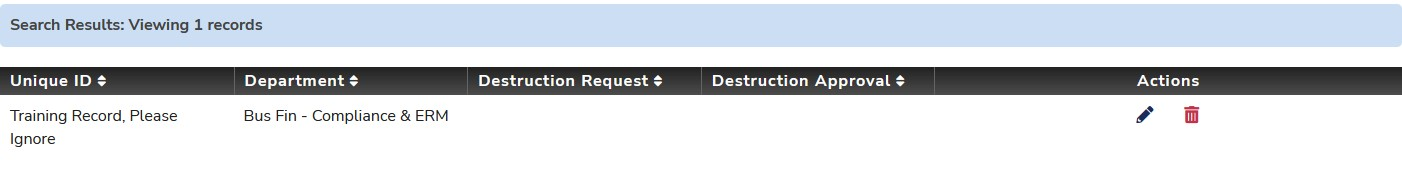 Search Results: Viewing 1 records
Unique ID Department Destruction Request Destruction Approval Actions
Training Record, Please Bus Fin - Compliance & ERM
Ignore